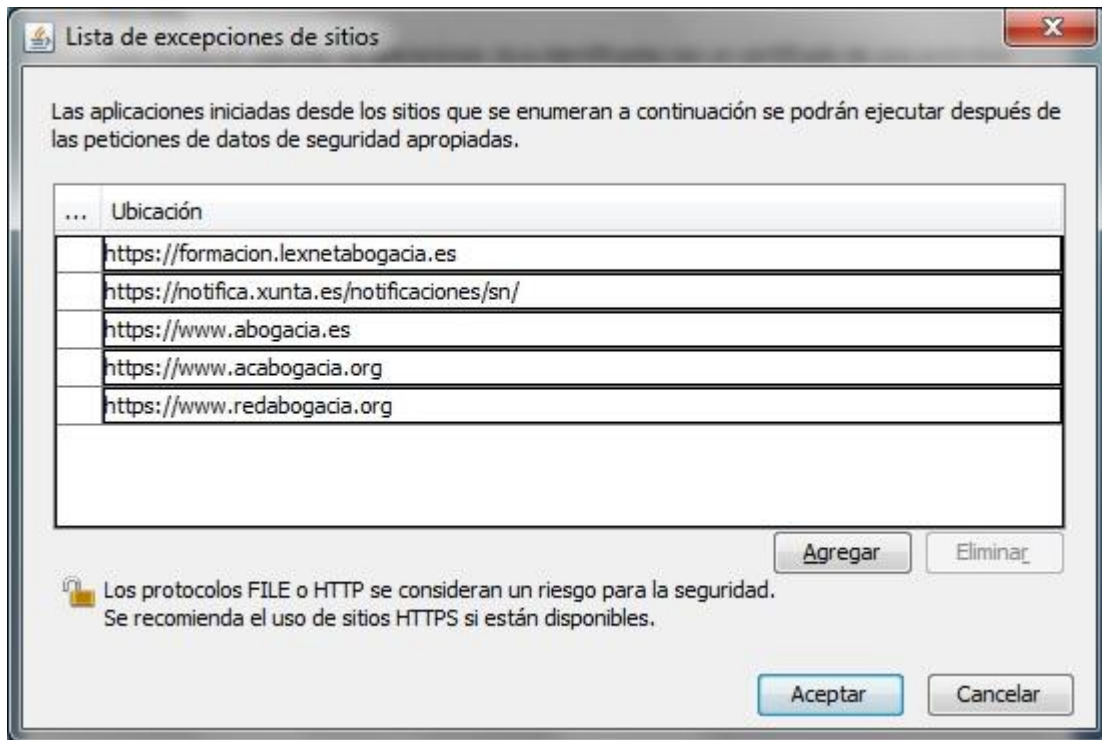 Lista de excepciones de sitios
Las aplicaciones iniciadas desde los sitios que se enumeran a continuación se podrán ejecutar después de
las peticiones de datos de seguridad apropiadas.
... Ubicación
https://formacion.lexnetabogacia.es
https://notifica.xunta.es/notificaciones/sn/
https://www.abogacia.es
https://www.acabogacia.org
https://www.redabogacia.org
Agregar Eliminar
Los protocolos FILE o HTTP se consideran un riesgo para la seguridad.
Se recomienda el uso de sitios HTTPS si están disponibles.
Aceptar Cancelar